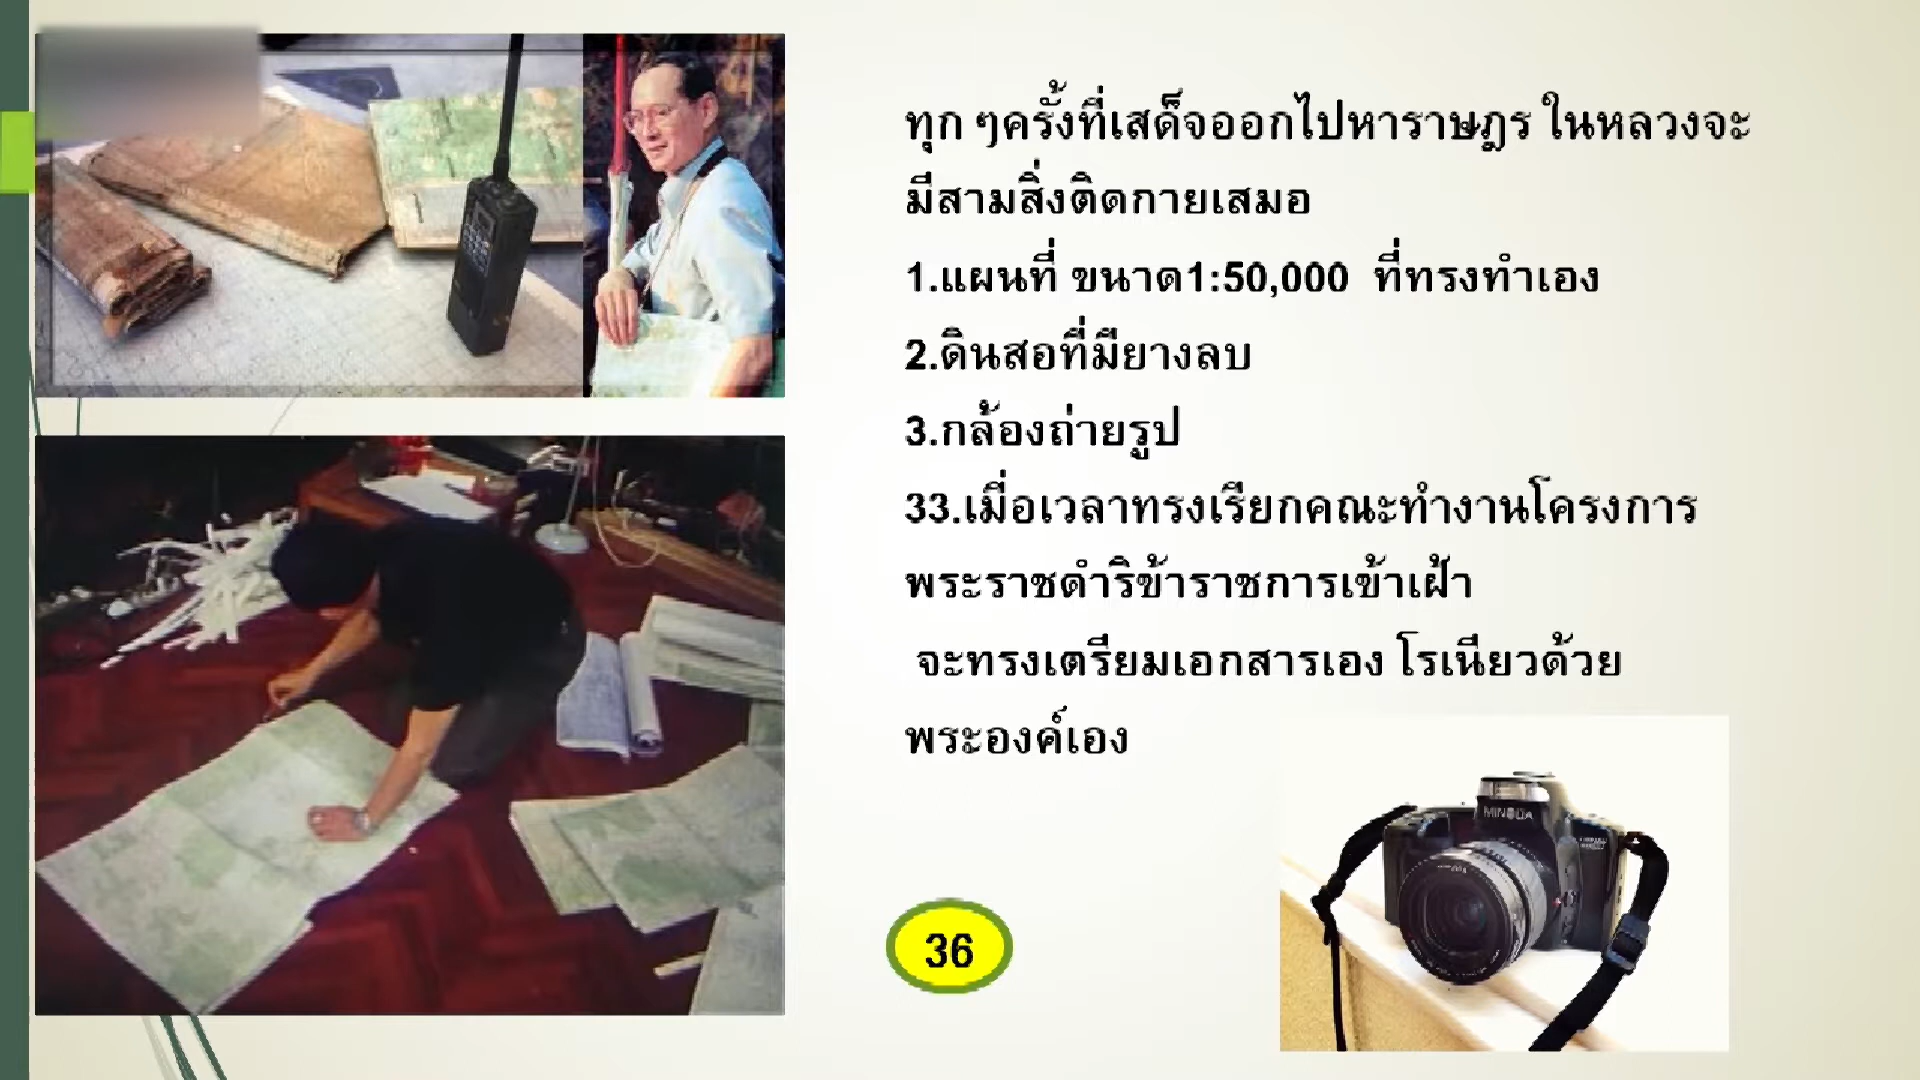 ทุก ๆครั้งที่เสด็จออกไปหาราษฎร ในหลวงจะ
มีสามสิ่งติดกายเสมอ
1.แผนที่ ขนาด1:50,000 ที่ทรงทำเอง
2.ดินสอที่มียางลบ
3.กล้องถ่ายรูป
33.เมื่อเวลาทรงเรียกคณะทำงานโครงการ
พระราชดำริข้าราชการเข้าเฝ้า
จะทรงเตรียมเอกสารเอง โรเนียวด้วย
พระองค์เอง
MINOLTA
36